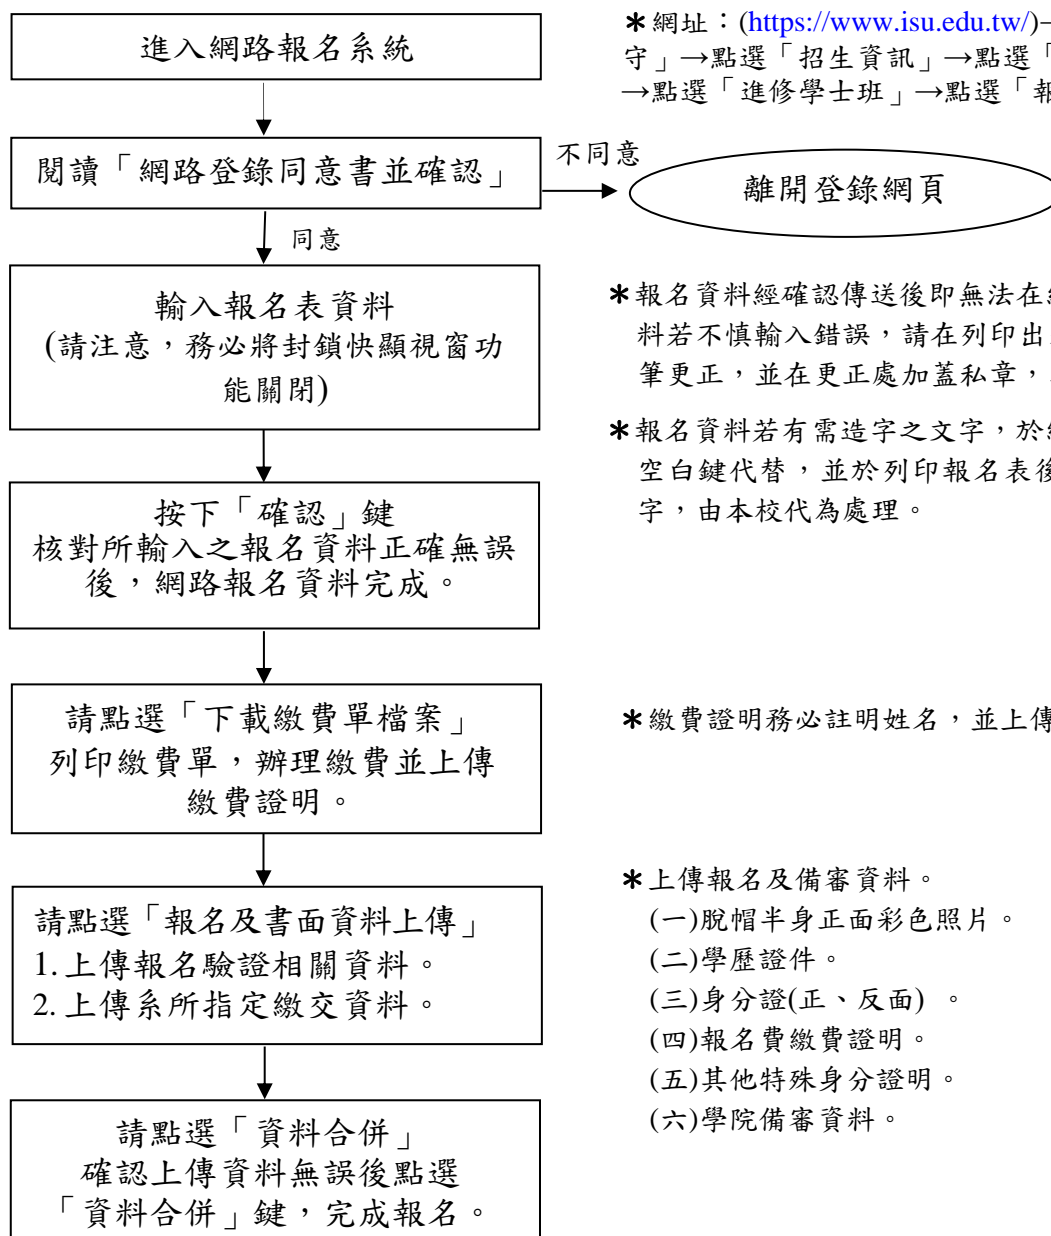 進入網路報名系統
＊網址：(https://www.isu.edu.tw/)
守」→點選「招生資訊」→點選「
→點選「進修學士班」→點選「報
閱讀「網路登錄同意書並確認」
不同意
離開登錄網頁
同意
輸入報名表資料
(請注意，務必將封鎖快顯視窗功
能關閉)
＊報名資料經確認傳送後即無法在
料若不慎輸入錯誤，請在列印出
筆更正，並在更正處加蓋私章，
＊報名資料若有需造字之文字，於
空白鍵代替，並於列印報名表後
字，由本校代為處理。
按下「確認」鍵
核對所輸入之報名資料正確無誤
後，網路報名資料完成。
請點選「下載繳費單檔案」
列印繳費單，辦理繳費並上傳
繳費證明。
＊繳費證明務必註明姓名，並上傳
請點選「報名及書面資料上傳」
1.上傳報名驗證相關資料。
2.上傳系所指定繳交資料。
＊上傳報名及備審資料。
(一)脫帽半身正面彩色照片。
(二)學歷證件。
(三)身分證(正、反面) 。
(四)報名費繳費證明。
(五)其他特殊身分證明。
(六)學院備審資料。
請點選「資料合併」
確認上傳資料無誤後點選
「資料合併」鍵，完成報名。